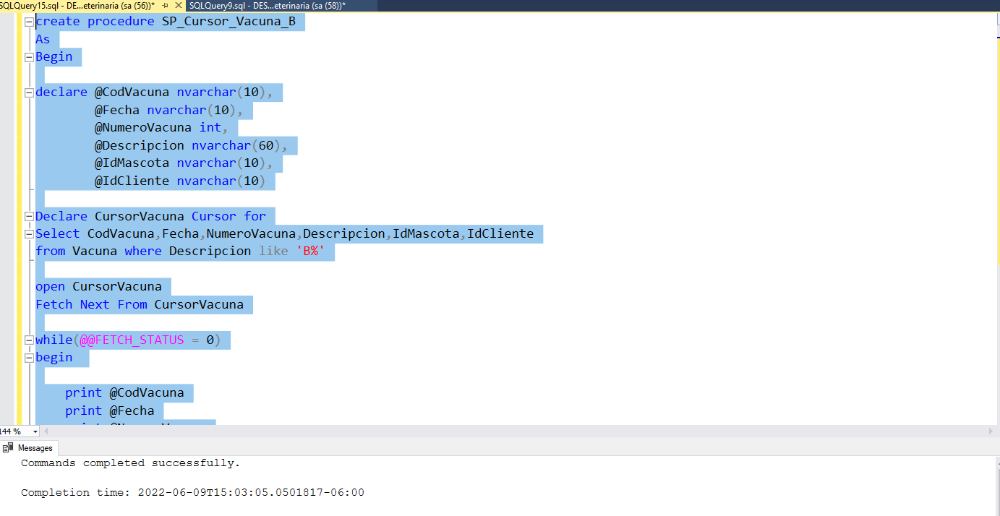 SQLQuery15.sql - DE...eterinaria (sa (56))* SQLQuery9.sql - DES...eterinaria (sa (58))*
create procedure SP_Cursor_Vacuna_B
As
Begin
declare @CodVacuna nvarchar(10),
@Fecha nvarchar(10),
@NumeroVacuna int,
@Descripcion nvarchar(60),
@IdMascota nvarchar(10),
@IdCliente nvarchar(10)
Declare CursorVacuna Cursor for
Select CodVacuna,Fecha,NumeroVacuna,Descripcion,IdMascota,IdCliente
from Vacuna where Descripcion like 'B%'
open CursorVacuna
Fetch Next From CursorVacuna
while(@@FETCH_STATUS = 0)
begin
print @CodVacuna
print @Fecha
144 %
Messages
Commands completed successfully.
Completion time: 2022-06-09T15:03:05.0501817-06:00